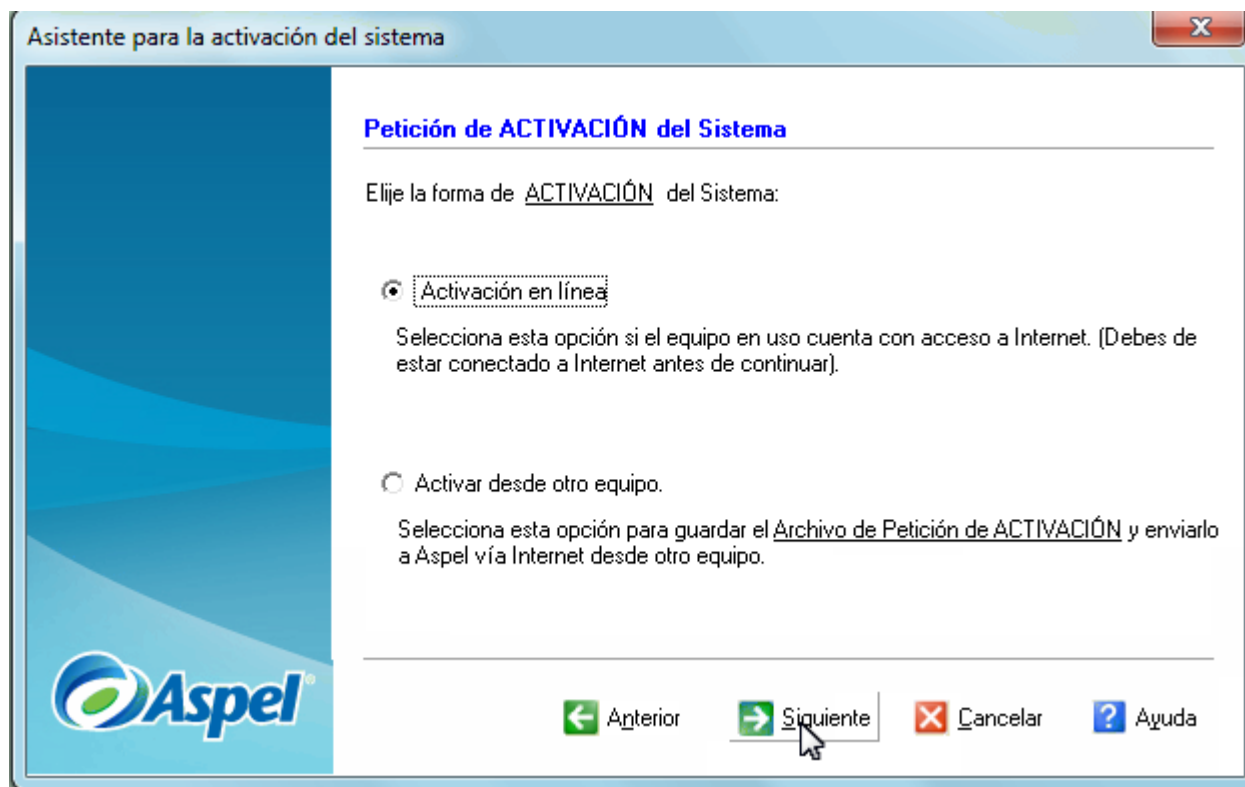 Asistente para la activación del sistema
Petición de ACTIVACIÓN del Sistema
Elije la forma de ACTIVACIÓN del Sistema:
Activación en línea
Selecciona esta opción si el equipo en uso cuenta con acceso a Internet. (Debes de
estar conectado a Internet antes de continuar).
Activar desde otro equipo.
Selecciona esta opción para guardar el Archivo de Petición de ACTIVACIÓN y enviarlo
a Aspel vía Internet desde otro equipo.
Aspel®
Anterior Siguiente Cancelar Ayuda